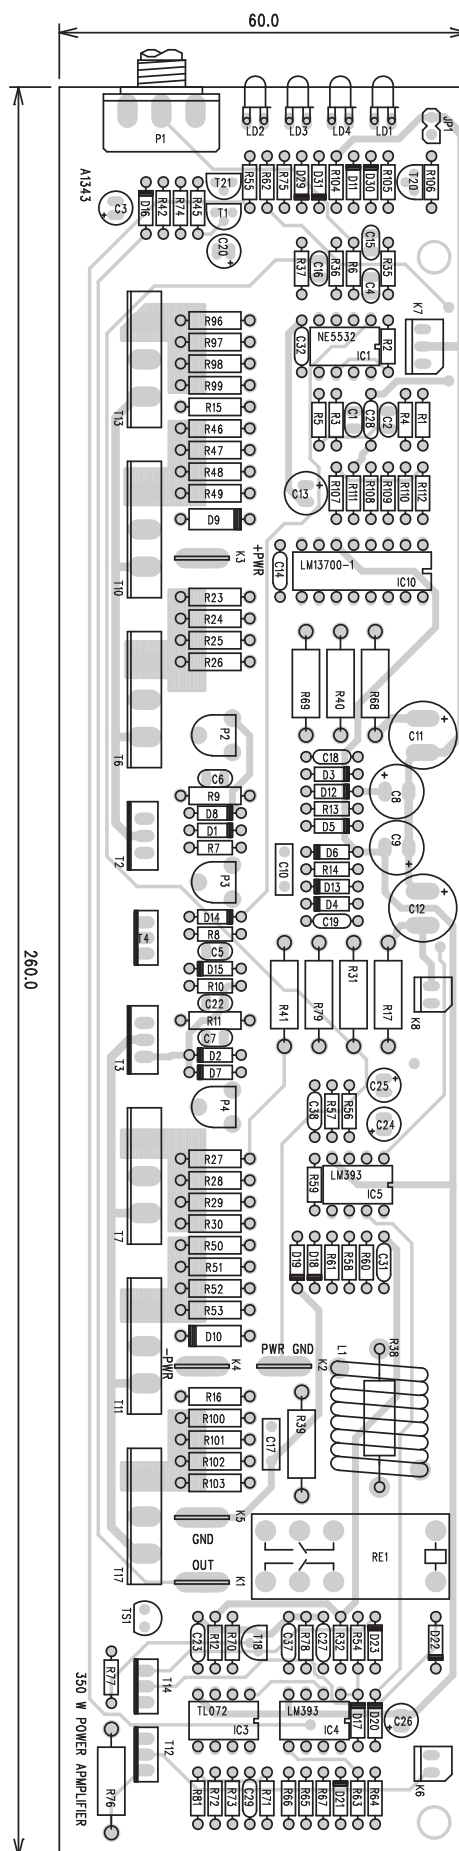 60.0
P1
LD2
LD3
LD4
LD1
JP1
A1343
C3
D16
R42
R74
R45
T21
T1
C20
R55
R62
R75
D29
D31
R104
D11
D30
R105
T20
R106
R37
C16
R36
R6
C15
C4
R35
K7
T13
R96
R97
R98
R99
R15
R46
R47
R48
R49
D9
C32
NE5532
IC1
R2
R5
R3
C1
C28
C2
R4
R1
C13
R107
R111
R108
R109
R110
R112
T10
K3
+PWR
C14
LM13700-1
IC10
R23
R24
R25
R26
T6
R69
R40
R68
P2
C11
C6
R9
D8
D1
R7
T2
C18
D3
D12
R13
D5
C8
C9
P3
C10
D6
R14
D13
D4
C19
C12
T4
D14
R8
C5
D15
R10
C22
R11
C7
D2
D7
T3
R41
R79
R31
R17
K8
260.0
P4
C38
R57
R56
C25
C24
T7
R27
R28
R29
R30
R50
R51
R52
R53
D10
R59
LM393
IC5
D19
D18
R61
R58
R60
C31
-PWR
K4
PWR GND
K2
L1
R38
T11
R16
R100
R101
R102
R103
C17
R39
K5
GND
OUT
K1
T17
RE1
TS1
C23
R12
R70
T18
C37
R78
C27
R32
R54
D23
D22
R77
T14
TL072
IC3
LM393
IC4
D17
D20
C26
350 W POWER APMPLIFIER
R76
T12
R81
R72
R73
C29
R71
R66
R65
R67
D21
R63
R64
K6